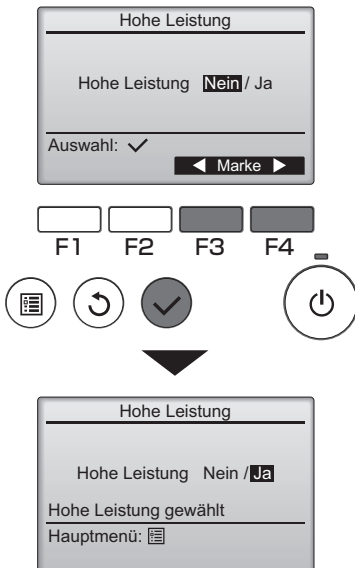 Hohe Leistung
Hohe Leistung Nein / Ja
Auswahl: ✓
◀ Marke ▶
F1 F2 F3 F4
Hohe Leistung
Hohe Leistung Nein / Ja
Hohe Leistung gewählt
Hauptmenü: